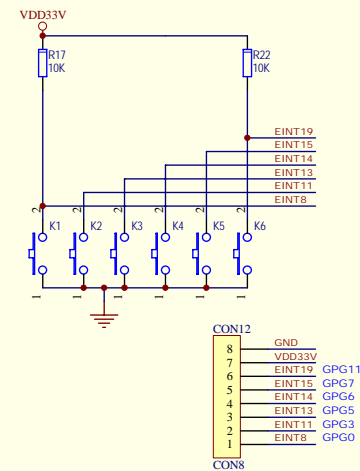 VDD33V
R17
10K
R22
10K
EINT19
EINT15
EINT14
EINT13
EINT11
EINT8
2 K1 2 K2 2 K3 2 K4 2 K5 2 K6
1 1 1 1 1 1
CON12
8 GND
7 VDD33V
6 EINT19 GPG11
5 EINT15 GPG7
4 EINT14 GPG6
3 EINT13 GPG5
2 EINT11 GPG3
1 EINT8 GPG0
CON8